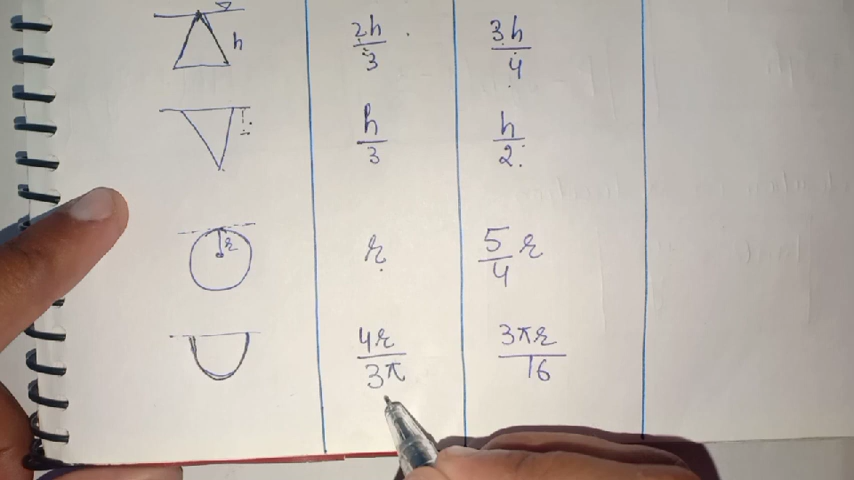 h 2h/3 3h/4
h/3 h/2
r r 5/4 r
4r/3π 3πr/16